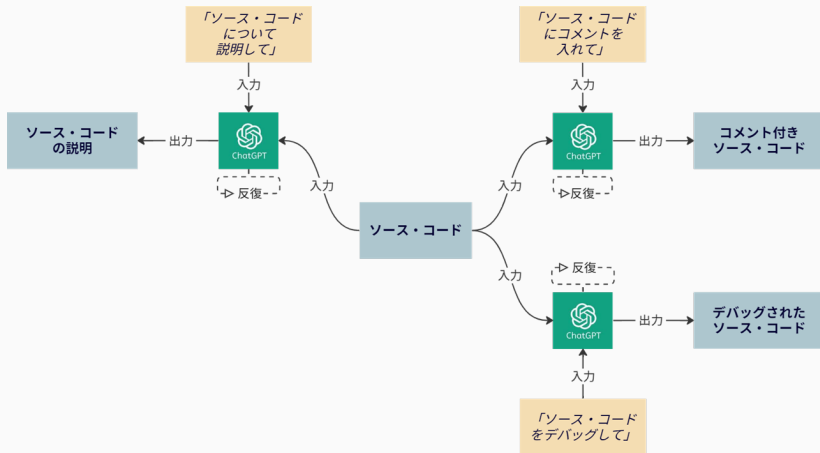 「ソース・コード
について
説明して」
「ソース・コード
にコメントを
入れて」
入力
入力
ソース・コード
の説明
出力
ChatGPT
反復
入力
ソース・コード
入力
ChatGPT
反復
出力
コメント付き
ソース・コード
入力
反復
ChatGPT
出力
デバッグされた
ソース・コード
入力
「ソース・コード
をデバッグして」